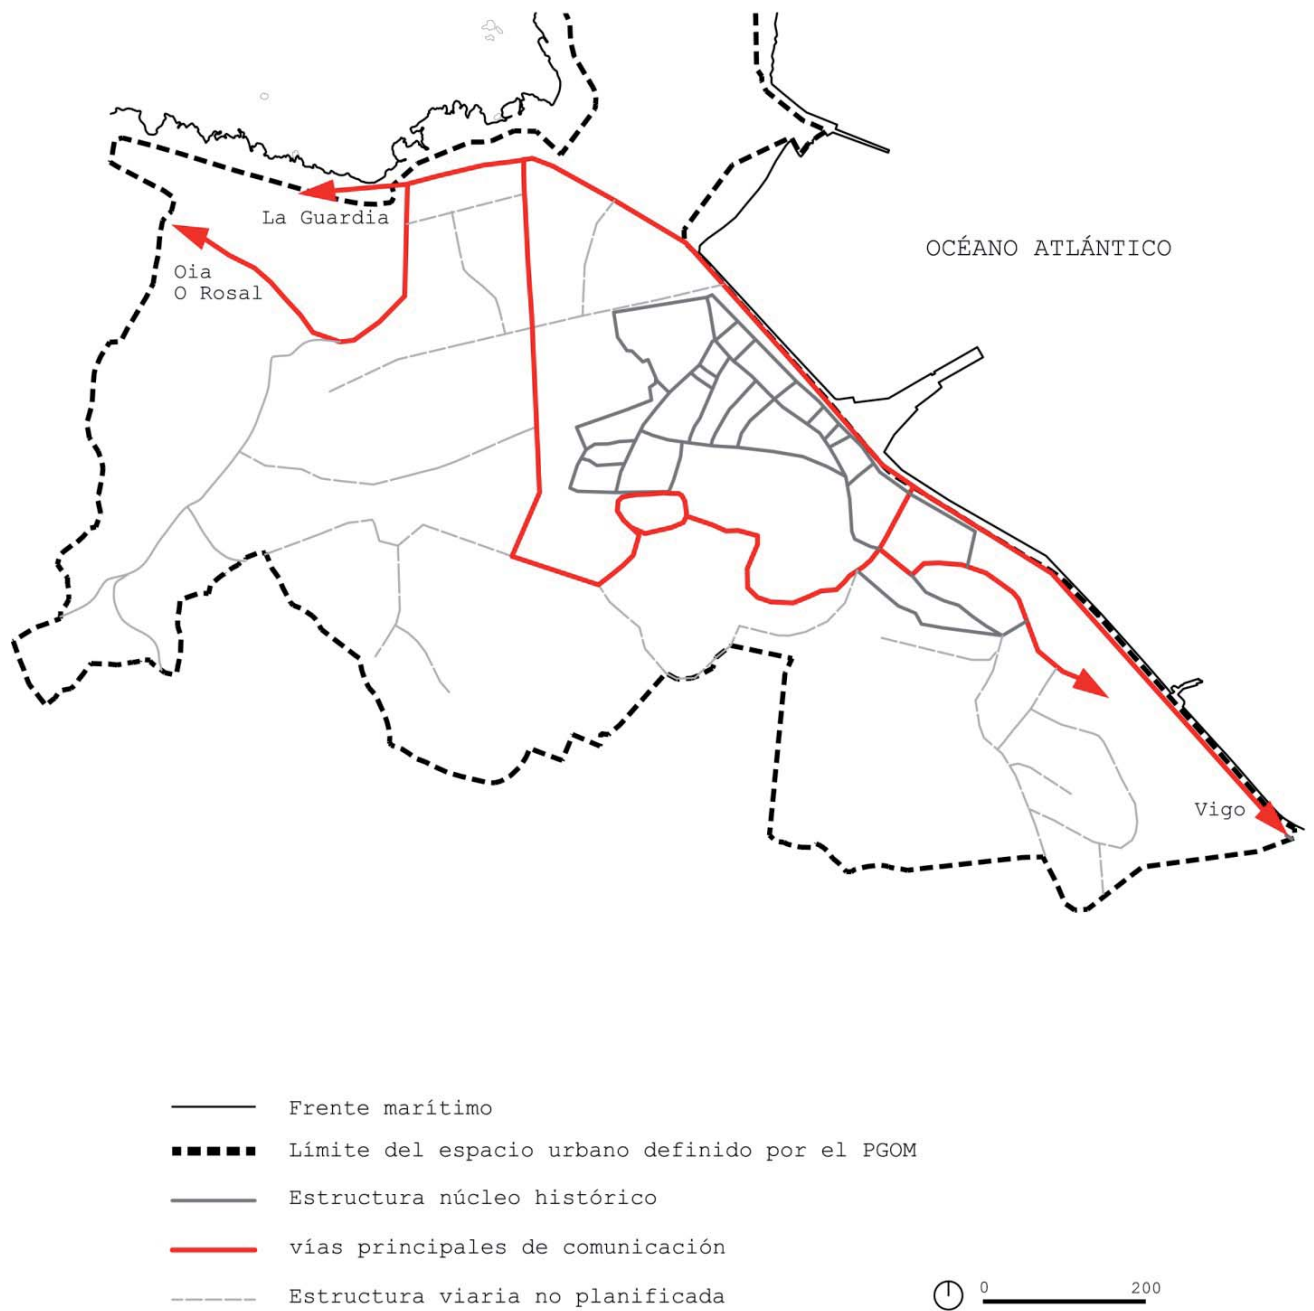 OCÉANO ATLÁNTICO
La Guardia
Oia
O Rosal
Vigo
Frente marítimo
Límite del espacio urbano definido por el PGOM
Estructura núcleo histórico
vías principales de comunicación
Estructura viaria no planificada
0 200